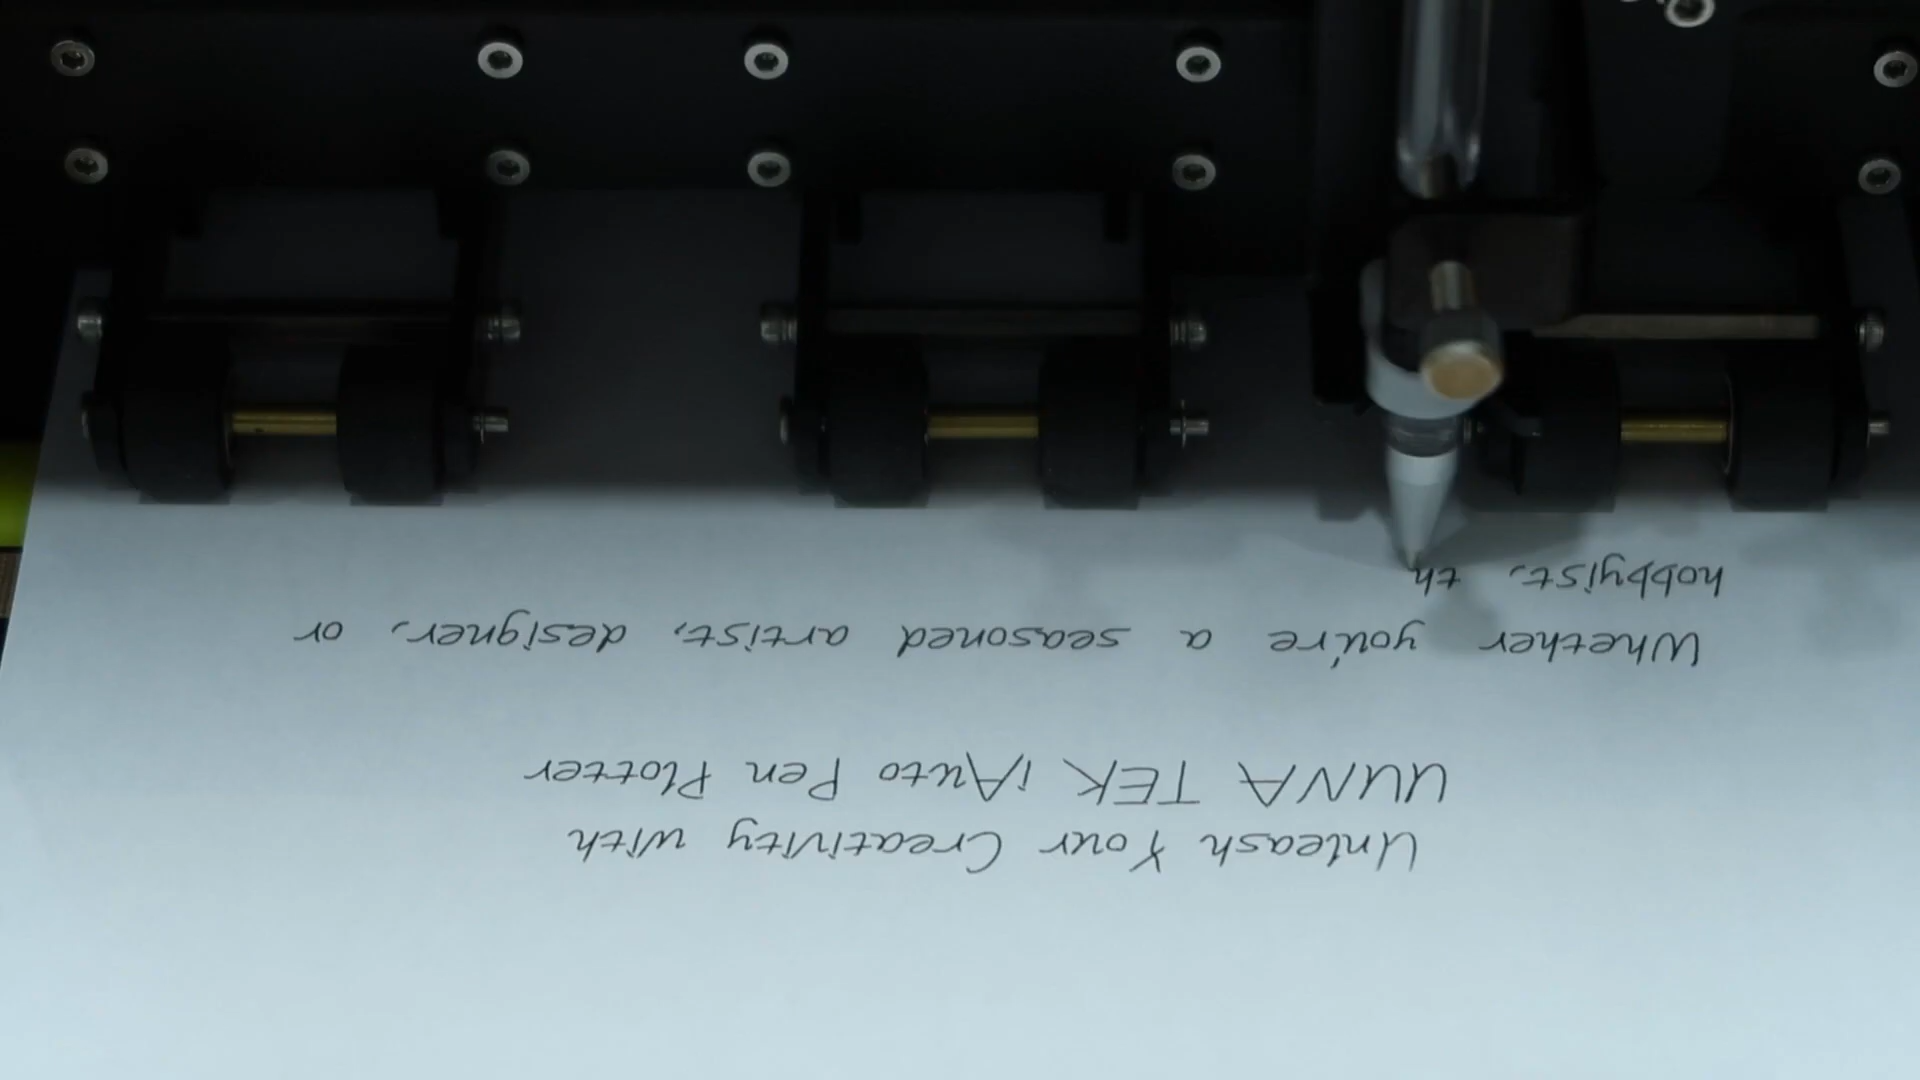 Unleash Your Creativity with
UUNA TEK iAuto Pen Plotter
Whether you're a seasoned artist, designer, or
hobbyist, th